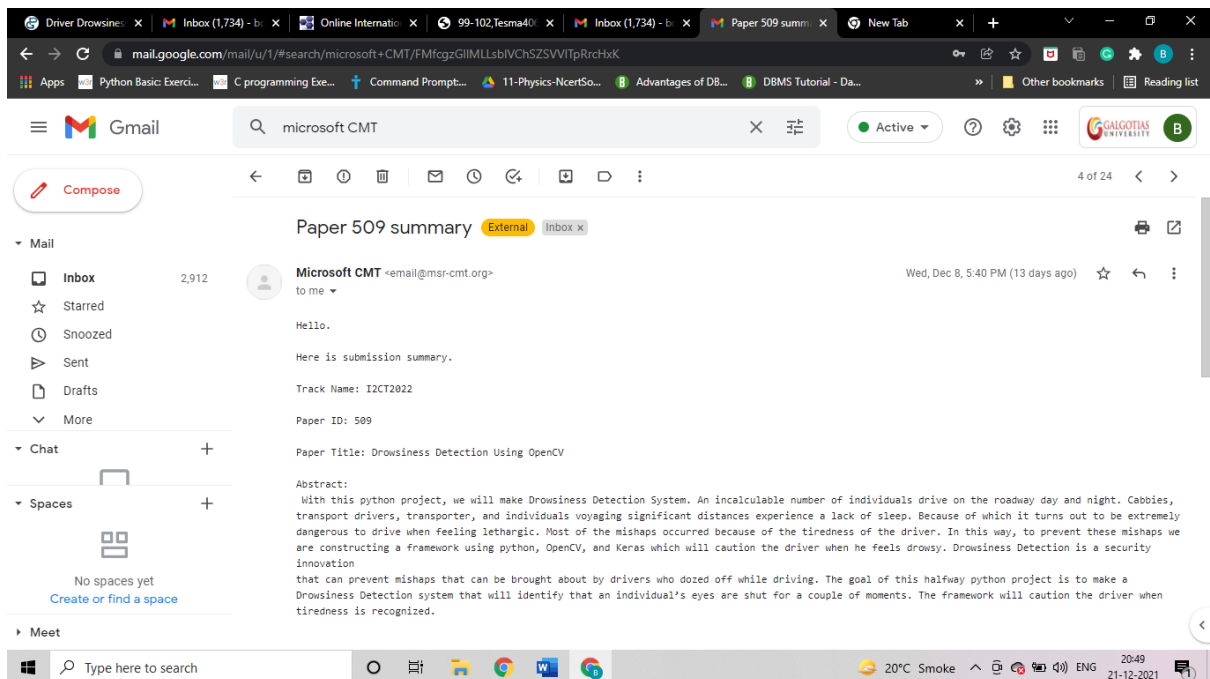 Driver Drowsines
Inbox (1,734) - bc
Online Internatio
99-102,Tesma40
Inbox (1,734) - bc
Paper 509 summ
New Tab
mail.google.com/mail/u/1/#search/microsoft+CMT/FMfcgzGllMLLsblVChSZSVVlTpRrcHxK
Apps
Python Basic: Exerci...
C programming Exe...
Command Prompt:...
11-Physics-NcertSo...
Advantages of DB...
DBMS Tutorial - Da...
»
Other bookmarks
Reading list
Gmail
microsoft CMT
Active
GALGOTIAS
UNIVERSITY
B
Compose
4 of 24
Paper 509 summary External Inbox x
Mail
Inbox 2,912
Starred
Snoozed
Sent
Drafts
More
Chat
Spaces
No spaces yet
Create or find a space
Meet
Microsoft CMT <email@msr-cmt.org>
Wed, Dec 8, 5:40 PM (13 days ago)
to me
Hello.
Here is submission summary.
Track Name: I2CT2022
Paper ID: 509
Paper Title: Drowsiness Detection Using OpenCV
Abstract:
With this python project, we will make Drowsiness Detection System. An incalculable number of individuals drive on the roadway day and night. Cabbies,
transport drivers, transporter, and individuals voyaging significant distances experience a lack of sleep. Because of which it turns out to be extremely
dangerous to drive when feeling lethargic. Most of the mishaps occurred because of the tiredness of the driver. In this way, to prevent these mishaps we
are constructing a framework using python, OpenCV, and Keras which will caution the driver when he feels drowsy. Drowsiness Detection is a security
innovation
that can prevent mishaps that can be brought about by drivers who dozed off while driving. The goal of this halfway python project is to make a
Drowsiness Detection system that will identify that an individual's eyes are shut for a couple of moments. The framework will caution the driver when
tiredness is recognized.
Type here to search
20°C Smoke
ENG
20:49
21-12-2021